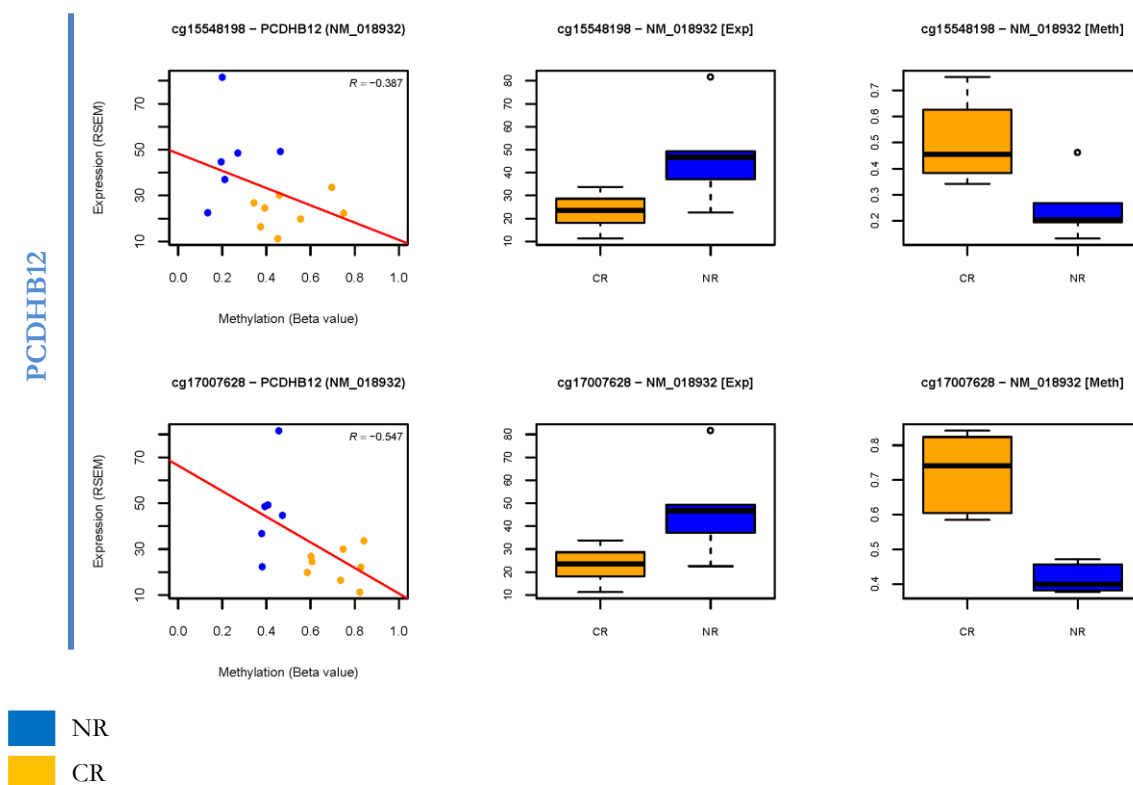 PCDHB12
cg15548198 – PCDHB12 (NM_018932)
R = −0.387
Expression (RSEM)
10 30 50 70
0.0 0.2 0.4 0.6 0.8 1.0
Methylation (Beta value)
cg15548198 – NM_018932 [Exp]
10 20 30 40 50 60 70 80
CR NR
cg15548198 – NM_018932 [Meth]
0.2 0.3 0.4 0.5 0.6 0.7
CR NR
cg17007628 – PCDHB12 (NM_018932)
R = −0.547
Expression (RSEM)
10 30 50 70
0.0 0.2 0.4 0.6 0.8 1.0
Methylation (Beta value)
cg17007628 – NM_018932 [Exp]
10 20 30 40 50 60 70 80
CR NR
cg17007628 – NM_018932 [Meth]
0.4 0.5 0.6 0.7 0.8
CR NR
NR
CR